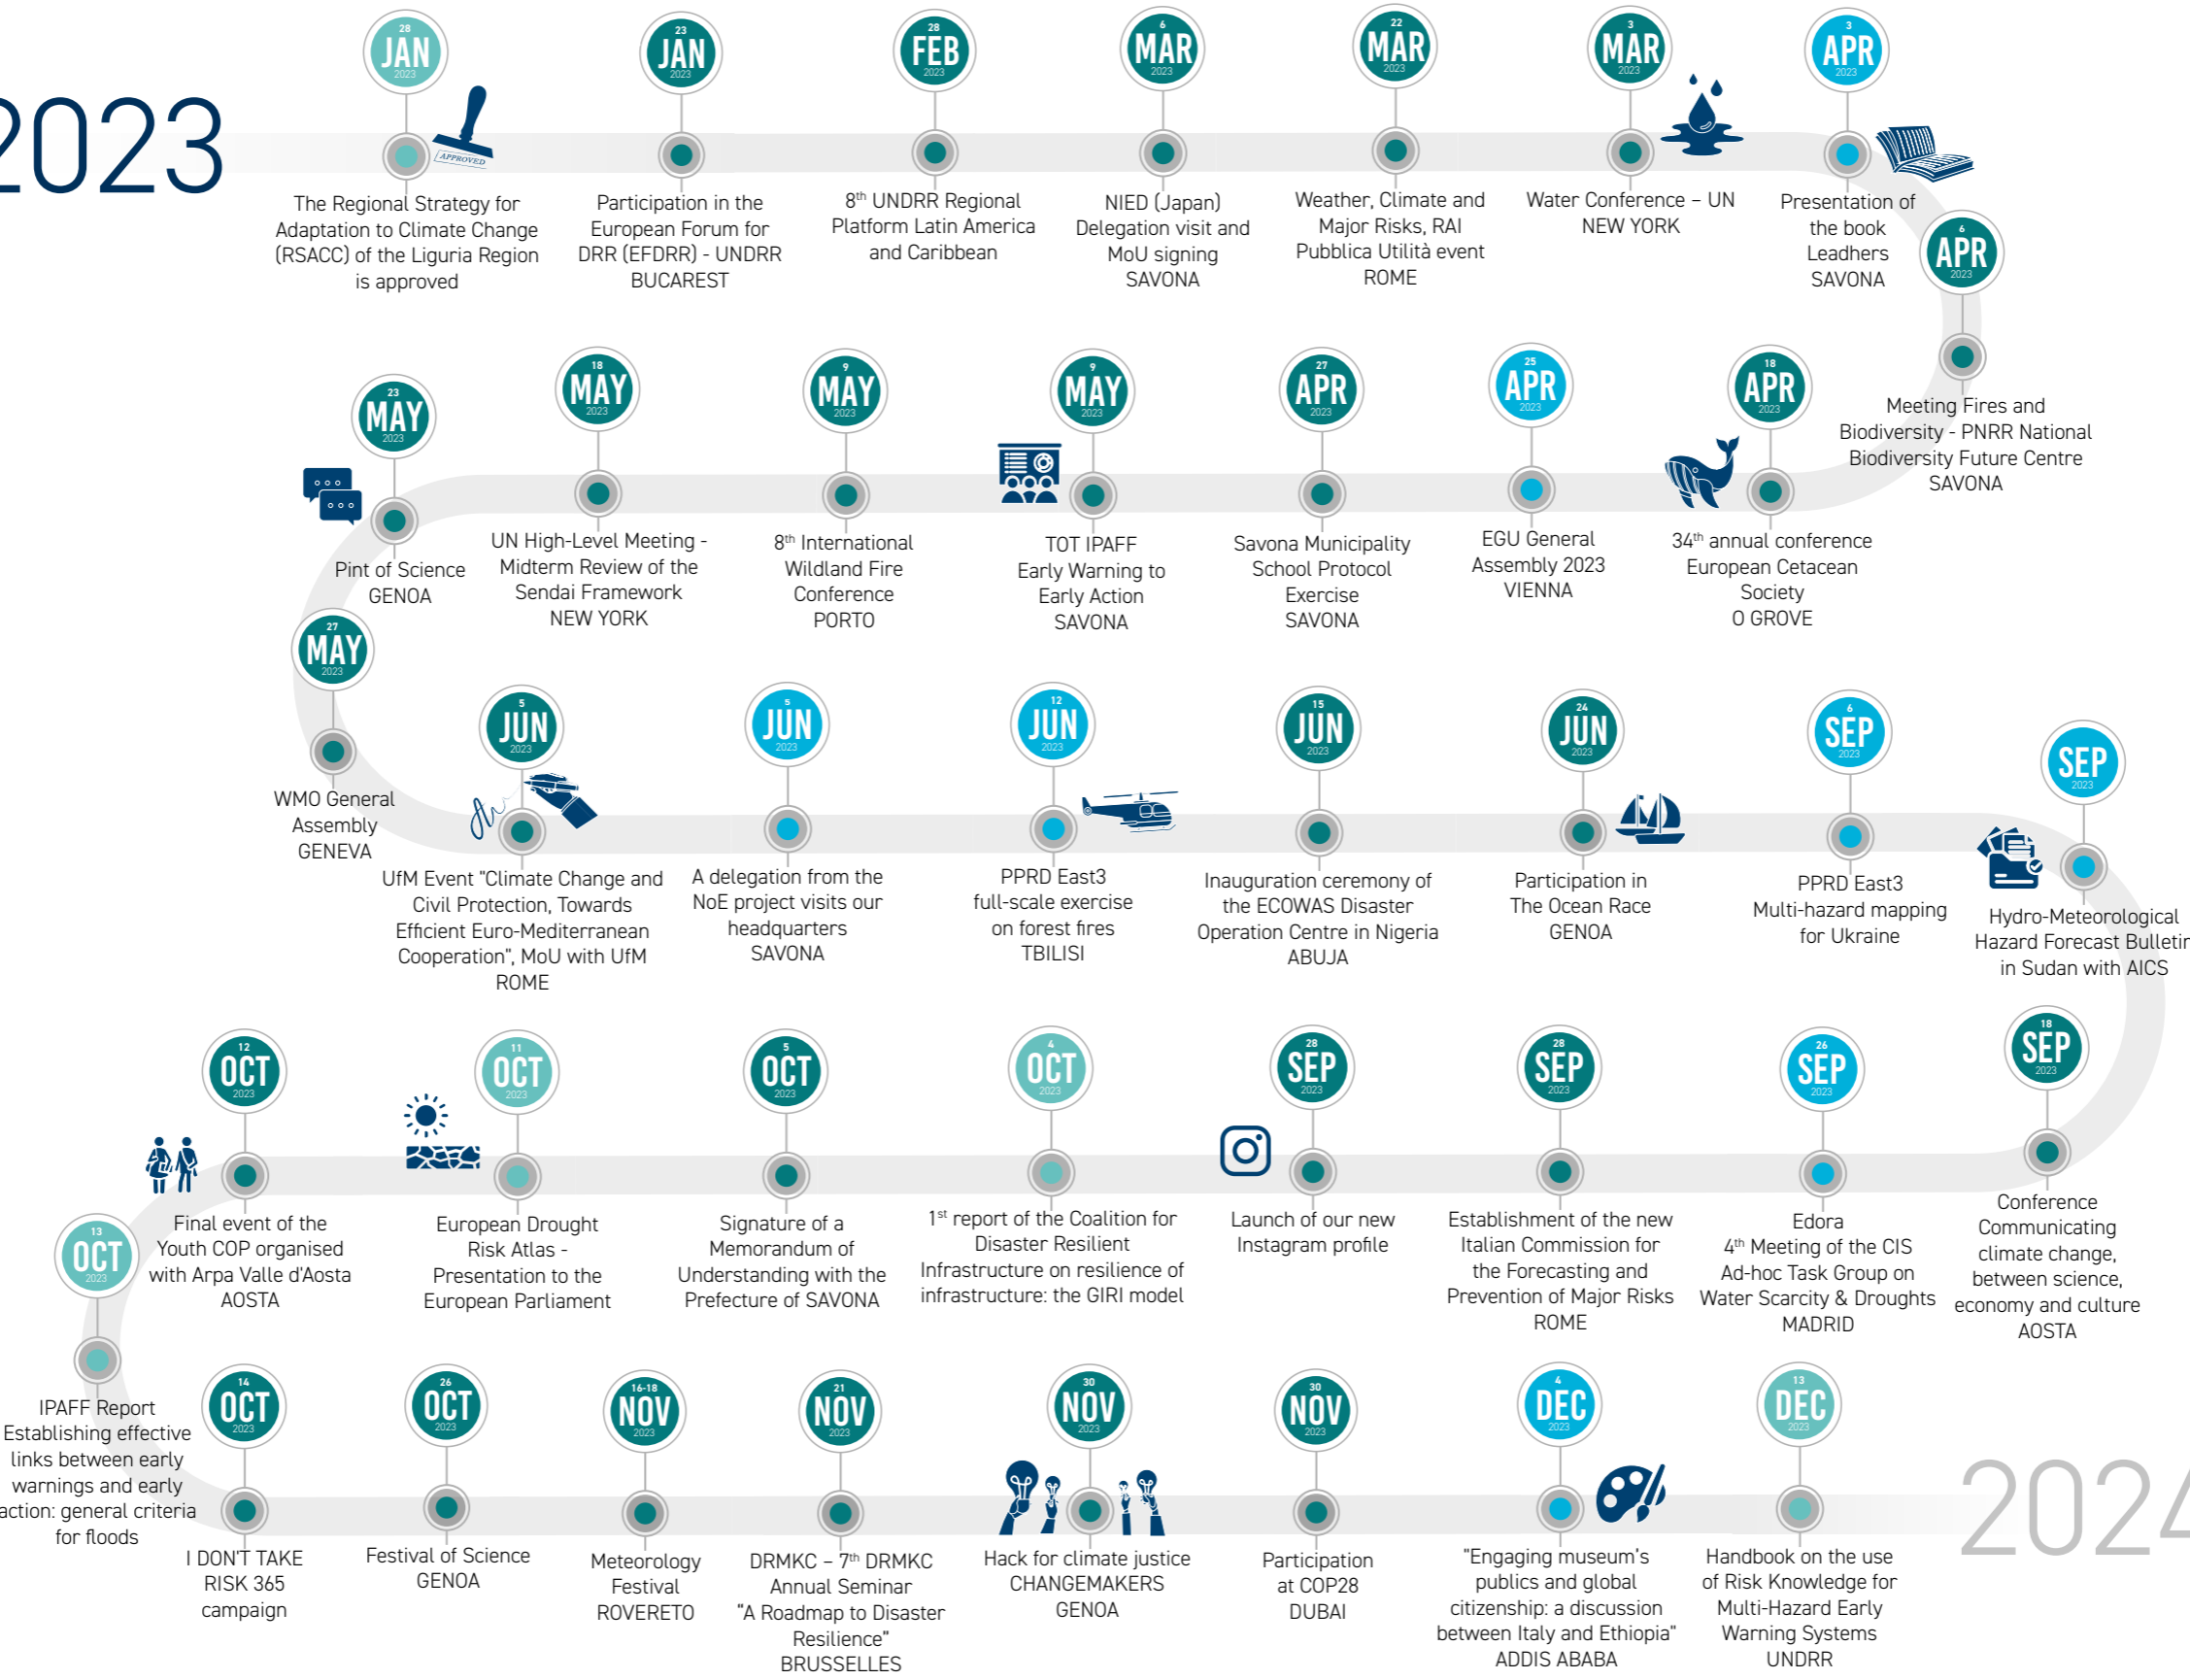 2023
28
JAN
2023
APPROVED
The Regional Strategy for
Adaptation to Climate Change
(RSACC) of the Liguria Region
is approved
23
JAN
2023
Participation in the
European Forum for
DRR (EFDRR) - UNDRR
BUCAREST
28
FEB
2023
8th UNDRR Regional
Platform Latin America
and Caribbean
6
MAR
2023
NIED (Japan)
Delegation visit and
MoU signing
SAVONA
22
MAR
2023
Weather, Climate and
Major Risks, RAI
Pubblica Utilità event
ROME
3
MAR
2023
Water Conference – UN
NEW YORK
3
APR
2023
Presentation of
the book
Leadhers
SAVONA
6
APR
2023
Meeting Fires and
Biodiversity - PNRR National
Biodiversity Future Centre
SAVONA
18
APR
2023
34th annual conference
European Cetacean
Society
O GROVE
25
APR
2023
EGU General
Assembly 2023
VIENNA
27
APR
2023
Savona Municipality
School Protocol
Exercise
SAVONA
9
MAY
2023
TOT IPAFF
Early Warning to
Early Action
SAVONA
9
MAY
2023
8th International
Wildland Fire
Conference
PORTO
18
MAY
2023
UN High-Level Meeting -
Midterm Review of the
Sendai Framework
NEW YORK
23
MAY
2023
Pint of Science
GENOA
27
MAY
2023
WMO General
Assembly
GENEVA
5
JUN
2023
UfM Event "Climate Change and
Civil Protection, Towards
Efficient Euro-Mediterranean
Cooperation", MoU with UfM
ROME
5
JUN
2023
A delegation from the
NoE project visits our
headquarters
SAVONA
12
JUN
2023
PPRD East3
full-scale exercise
on forest fires
TBILISI
15
JUN
2023
Inauguration ceremony of
the ECOWAS Disaster
Operation Centre in Nigeria
ABUJA
24
JUN
2023
Participation in
The Ocean Race
GENOA
6
SEP
2023
PPRD East3
Multi-hazard mapping
for Ukraine
SEP
2023
Hydro-Meteorological
Hazard Forecast Bulletin
in Sudan with AICS
18
SEP
2023
Conference
Communicating
climate change,
between science,
economy and culture
AOSTA
26
SEP
2023
Edora
4th Meeting of the CIS
Ad-hoc Task Group on
Water Scarcity & Droughts
MADRID
28
SEP
2023
Establishment of the new
Italian Commission for
the Forecasting and
Prevention of Major Risks
ROME
28
SEP
2023
Launch of our new
Instagram profile
4
OCT
2023
1st report of the Coalition for
Disaster Resilient
Infrastructure on resilience of
infrastructure: the GIRI model
5
OCT
2023
Signature of a
Memorandum of
Understanding with the
Prefecture of SAVONA
11
OCT
2023
European Drought
Risk Atlas -
Presentation to the
European Parliament
12
OCT
2023
Final event of the
Youth COP organised
with Arpa Valle d'Aosta
AOSTA
13
OCT
2023
IPAFF Report
Establishing effective
links between early
warnings and early
action: general criteria
for floods
14
OCT
2023
I DON'T TAKE
RISK 365
campaign
26
OCT
2023
Festival of Science
GENOA
16-18
NOV
2023
Meteorology
Festival
ROVERETO
21
NOV
2023
DRMKC – 7th DRMKC
Annual Seminar
"A Roadmap to Disaster
Resilience"
BRUSSELLES
30
NOV
2023
Hack for climate justice
CHANGEMAKERS
GENOA
30
NOV
2023
Participation
at COP28
DUBAI
4
DEC
2023
"Engaging museum's
publics and global
citizenship: a discussion
between Italy and Ethiopia"
ADDIS ABABA
13
DEC
2023
Handbook on the use
of Risk Knowledge for
Multi-Hazard Early
Warning Systems
UNDRR
2024